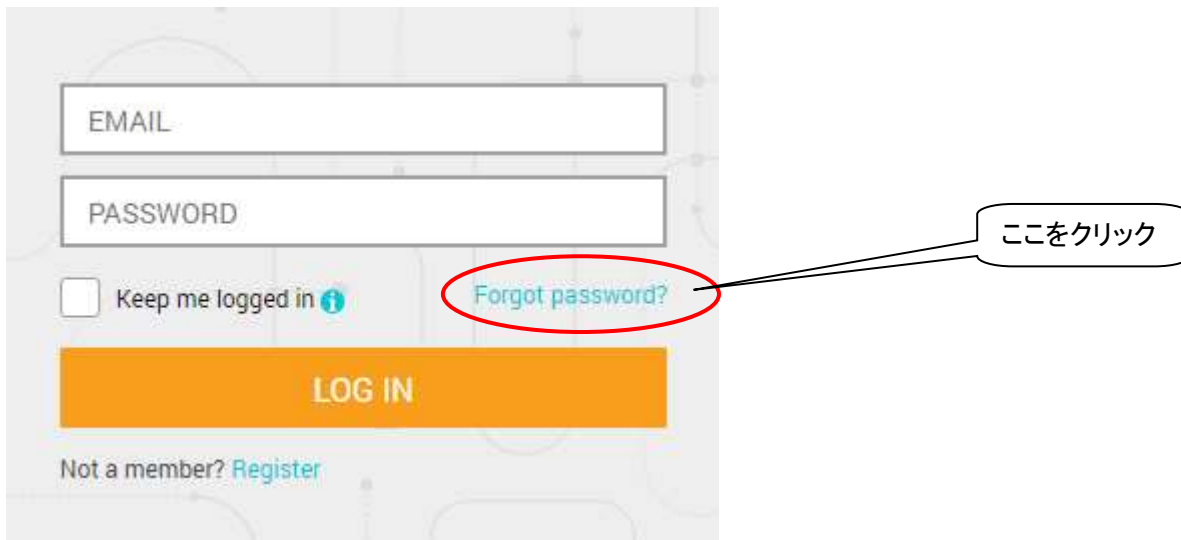 EMAIL
PASSWORD
ここをクリック
Keep me logged in
Forgot password?
LOG IN
Not a member? Register